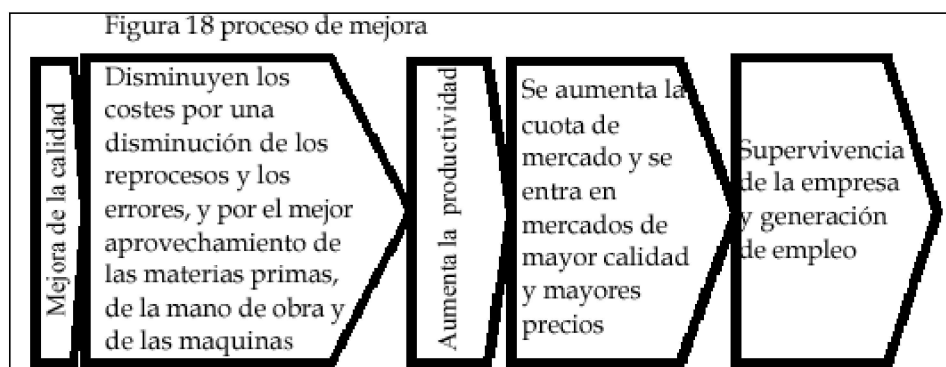 Figura 18 proceso de mejora
Mejora de la calidad
Disminuyen los
costes por una
disminución de los
reprocesos y los
errores, y por el mejor
aprovechamiento de
las materias primas,
de la mano de obra y
de las maquinas
Aumenta la productividad
Se aumenta la
cuota de
mercado y se
entra en
mercados de
mayor calidad
y mayores
precios
Supervivencia
de la empresa
y generación
de empleo